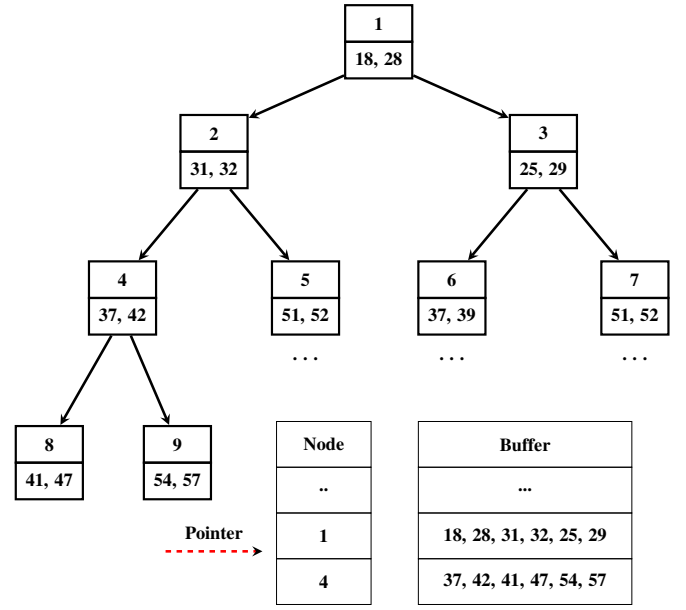 1
18, 28
2
31, 32
3
25, 29
4
37, 42
5
51, 52
6
37, 39
7
51, 52
. . .
. . .
. . .
8
41, 47
9
54, 57
Node
Buffer
..
...
Pointer
1
18, 28, 31, 32, 25, 29
4
37, 42, 41, 47, 54, 57